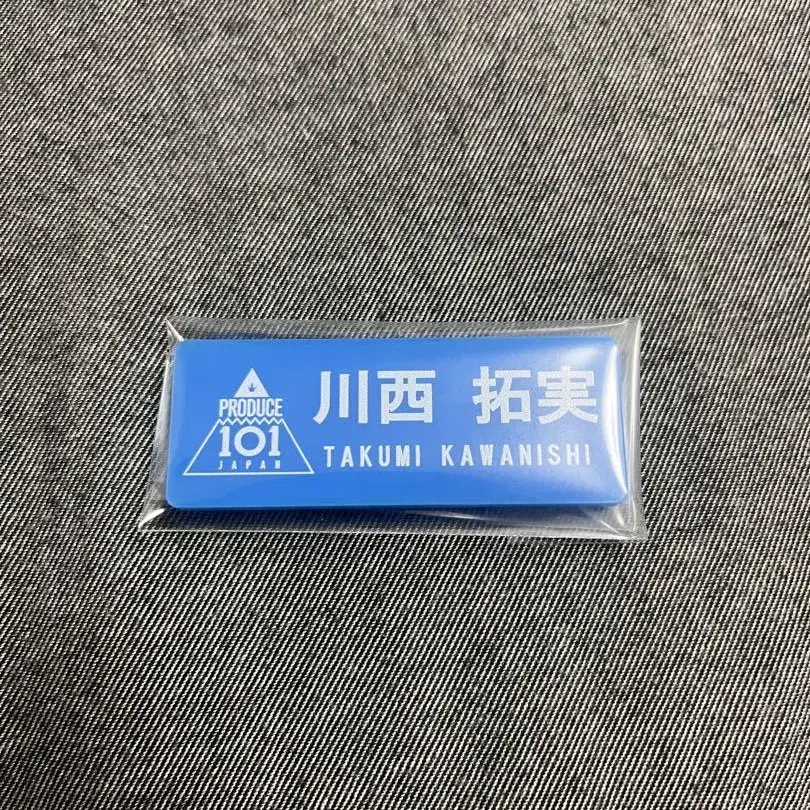 PRODUCE
101
JAPAN
川西 拓実
TAKUMI KAWANISHI